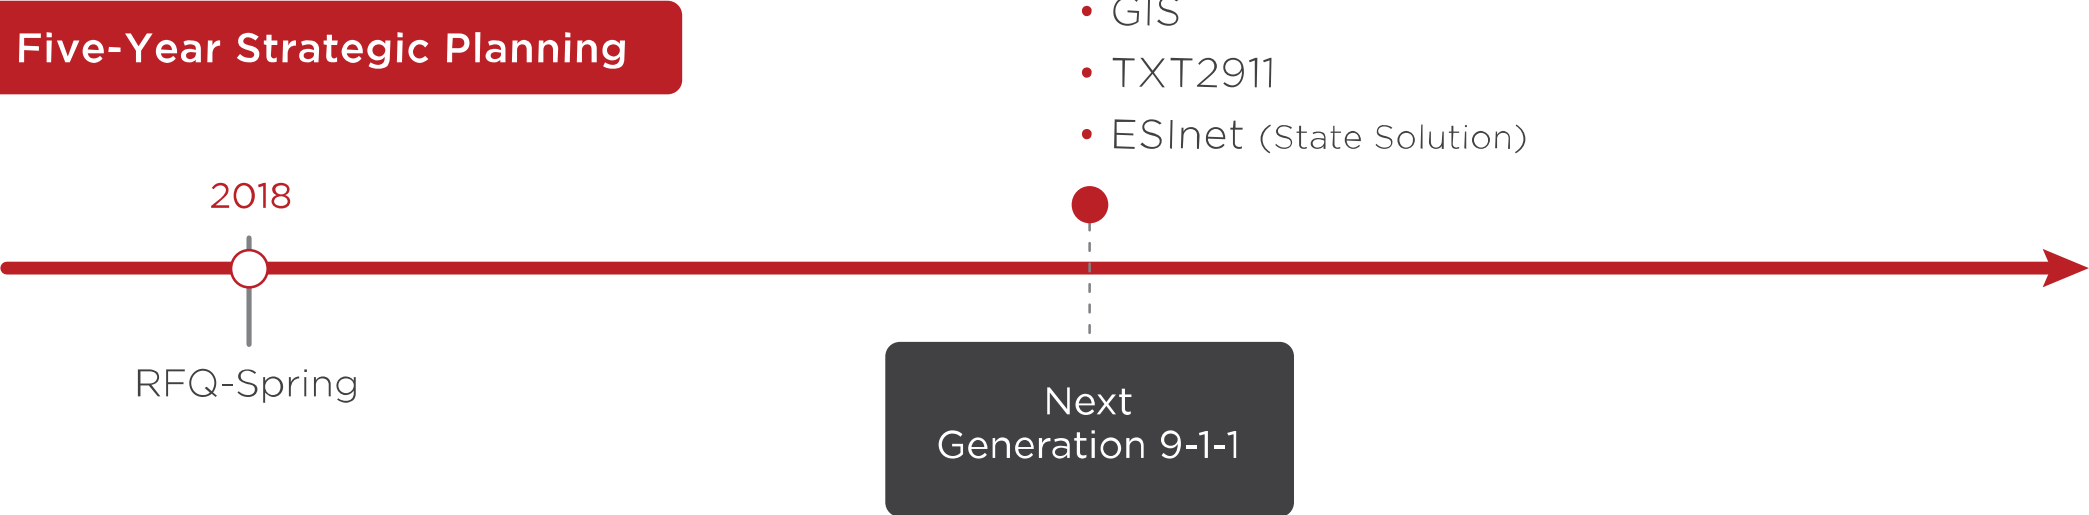 Five-Year Strategic Planning
• GIS
• TXT2911
• ESInet (State Solution)
2018
RFQ-Spring
Next
Generation 9-1-1